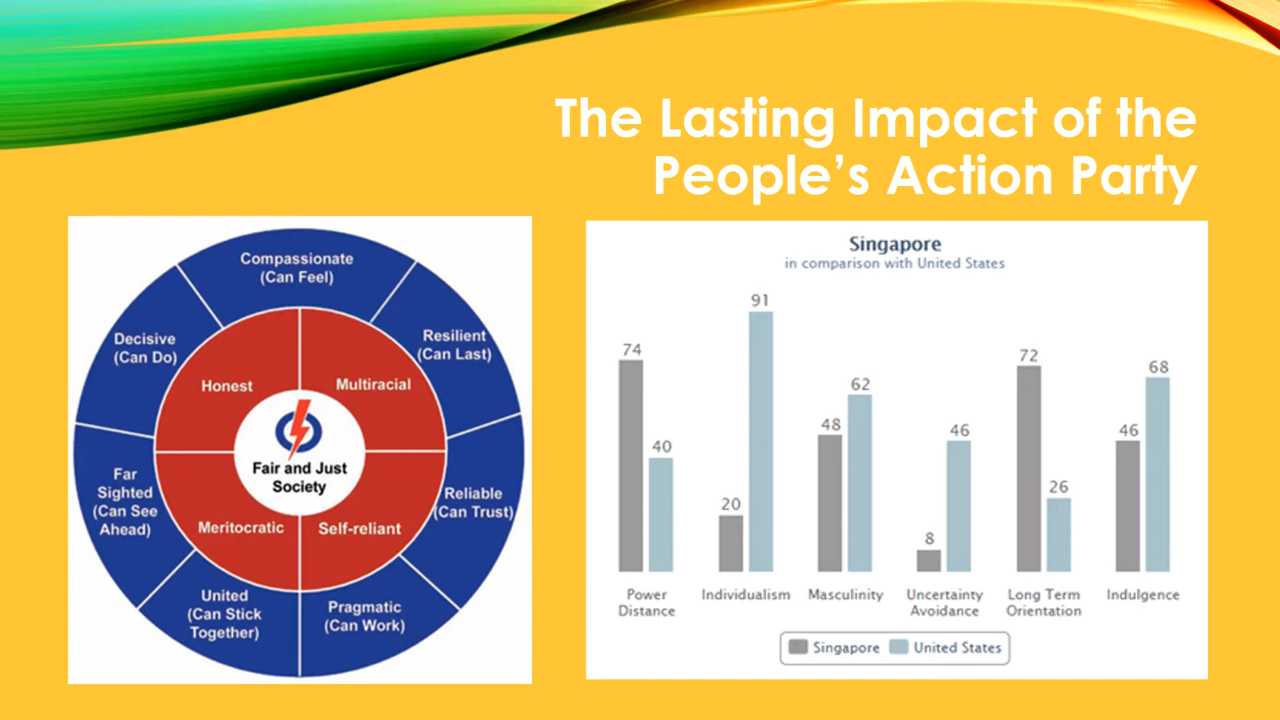 The Lasting Impact of the
People’s Action Party
Compassionate
(Can Feel)
Decisive
(Can Do)
Resilient
(Can Last)
Honest
Multiracial
Fair and Just
Society
Far
Sighted
(Can See
Ahead)
Reliable
(Can Trust)
Meritocratic
Self-reliant
United
(Can Stick
Together)
Pragmatic
(Can Work)
Singapore
in comparison with United States
74
40
20
91
48
62
8
46
72
26
46
68
Power
Distance
Individualism
Masculinity
Uncertainty
Avoidance
Long Term
Orientation
Indulgence
Singapore
United States